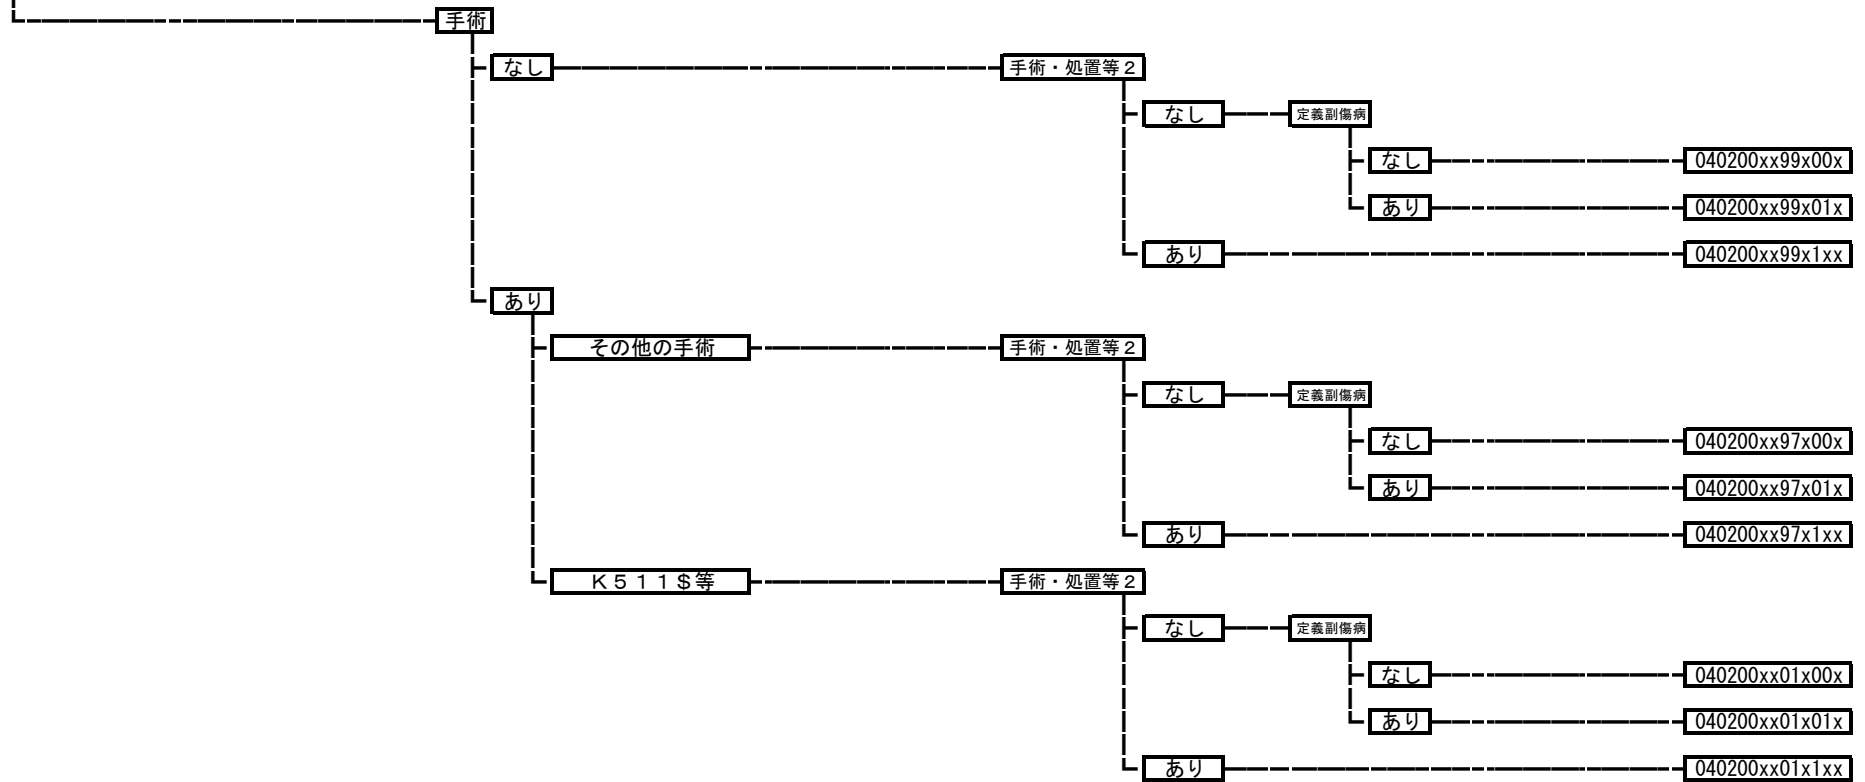 手術
なし 手術・処置等２
なし 定義副傷病
なし 040200xx99x00x
あり 040200xx99x01x
あり 040200xx99x1xx
あり
その他の手術 手術・処置等２
なし 定義副傷病
なし 040200xx97x00x
あり 040200xx97x01x
あり 040200xx97x1xx
Ｋ５１１＄等 手術・処置等２
なし 定義副傷病
なし 040200xx01x00x
あり 040200xx01x01x
あり 040200xx01x1xx